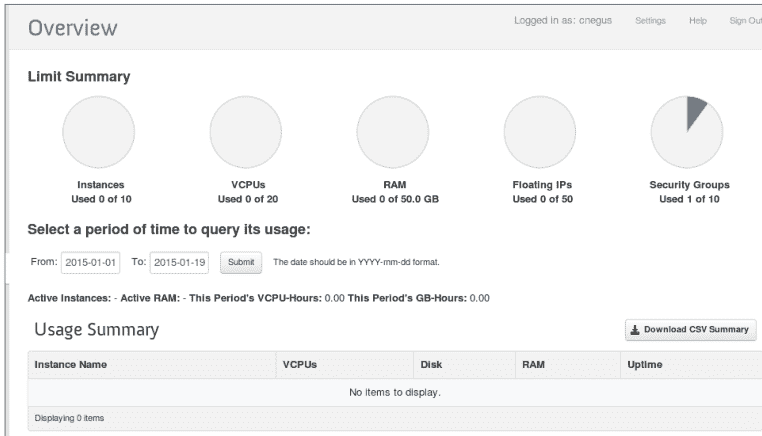 Overview
Logged in as: cnegus Settings Help Sign Out
Limit Summary
Instances VCPUs RAM Floating IPs Security Groups
Used 0 of 10 Used 0 of 20 Used 0 of 50.0 GB Used 0 of 50 Used 1 of 10
Select a period of time to query its usage:
From: 2015-01-01 To: 2015-01-19 Submit The date should be in YYYY-mm-dd format.
Active Instances: - Active RAM: - This Period's VCPU-Hours: 0.00 This Period's GB-Hours: 0.00
Usage Summary
Download CSV Summary
Instance Name VCPUs Disk RAM Uptime
No items to display.
Displaying 0 items